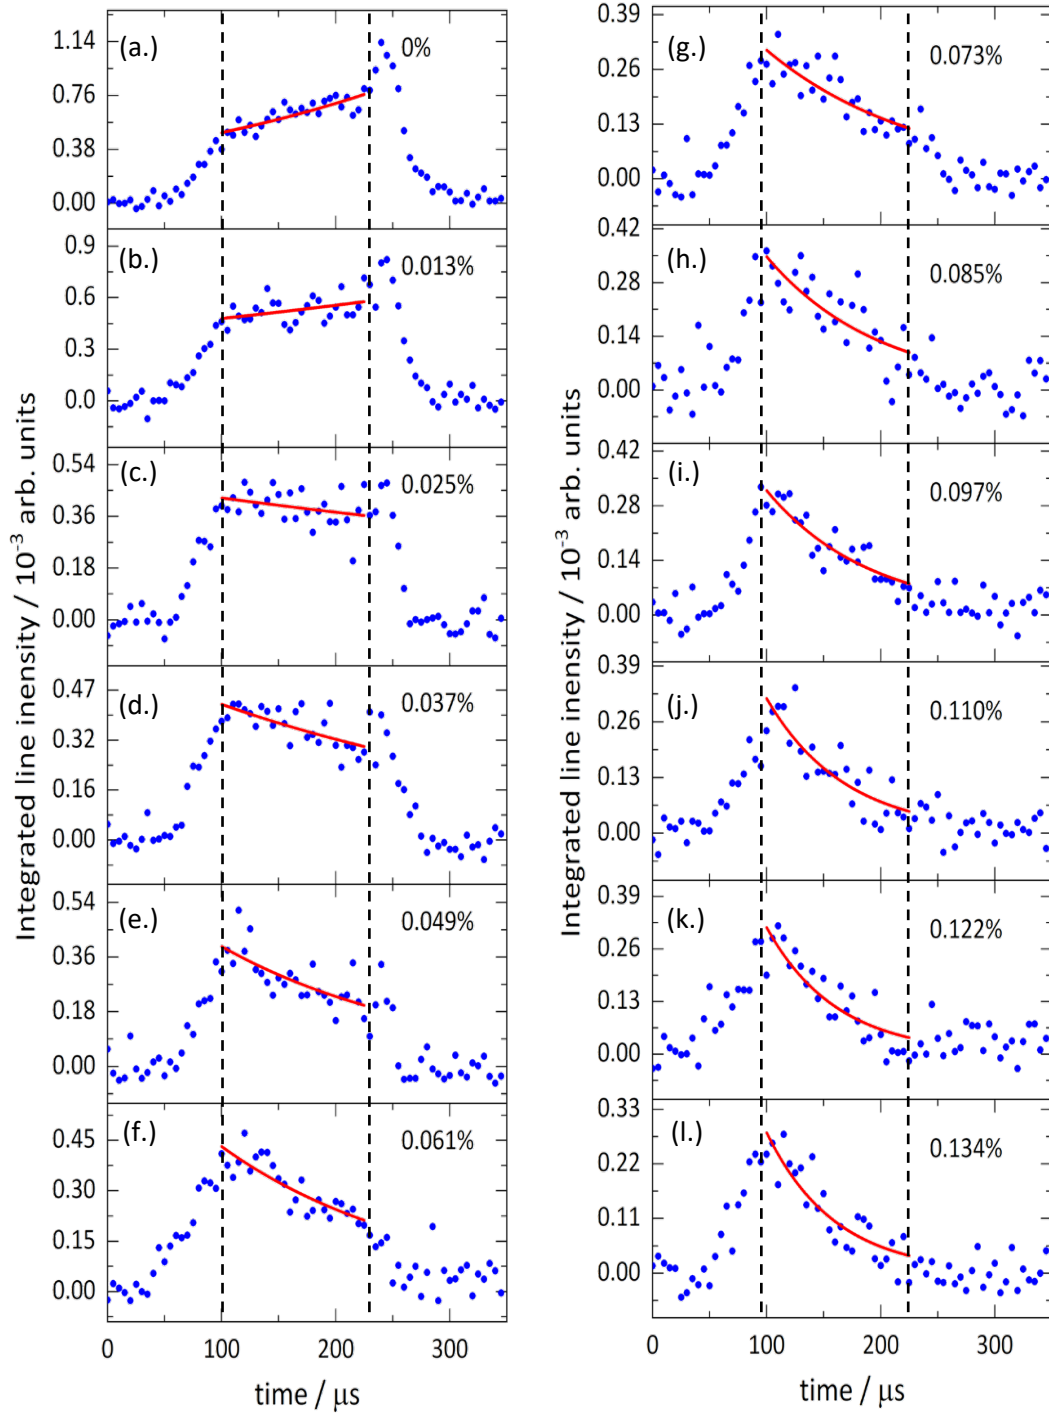 (a.) 0%
1.14
0.76
0.38
0.00
(b.) 0.013%
0.9
0.6
0.3
0.0
(c.) 0.025%
0.54
0.36
0.18
0.00
(d.) 0.037%
0.47
0.32
0.16
0.00
(e.) 0.049%
0.54
0.36
0.18
0.00
(f.) 0.061%
0.45
0.30
0.15
0.00
0 100 200 300
time / μs
Integrated line inensity / 10⁻³ arb. units
(g.) 0.073%
0.39
0.26
0.13
0.00
(h.) 0.085%
0.42
0.28
0.14
0.00
(i.) 0.097%
0.42
0.28
0.14
0.00
(j.) 0.110%
0.39
0.26
0.13
0.00
(k.) 0.122%
0.39
0.26
0.13
0.00
(l.) 0.134%
0.33
0.22
0.11
0.00
0 100 200 300
time / μs
Integrated line inensity / 10⁻³ arb. units